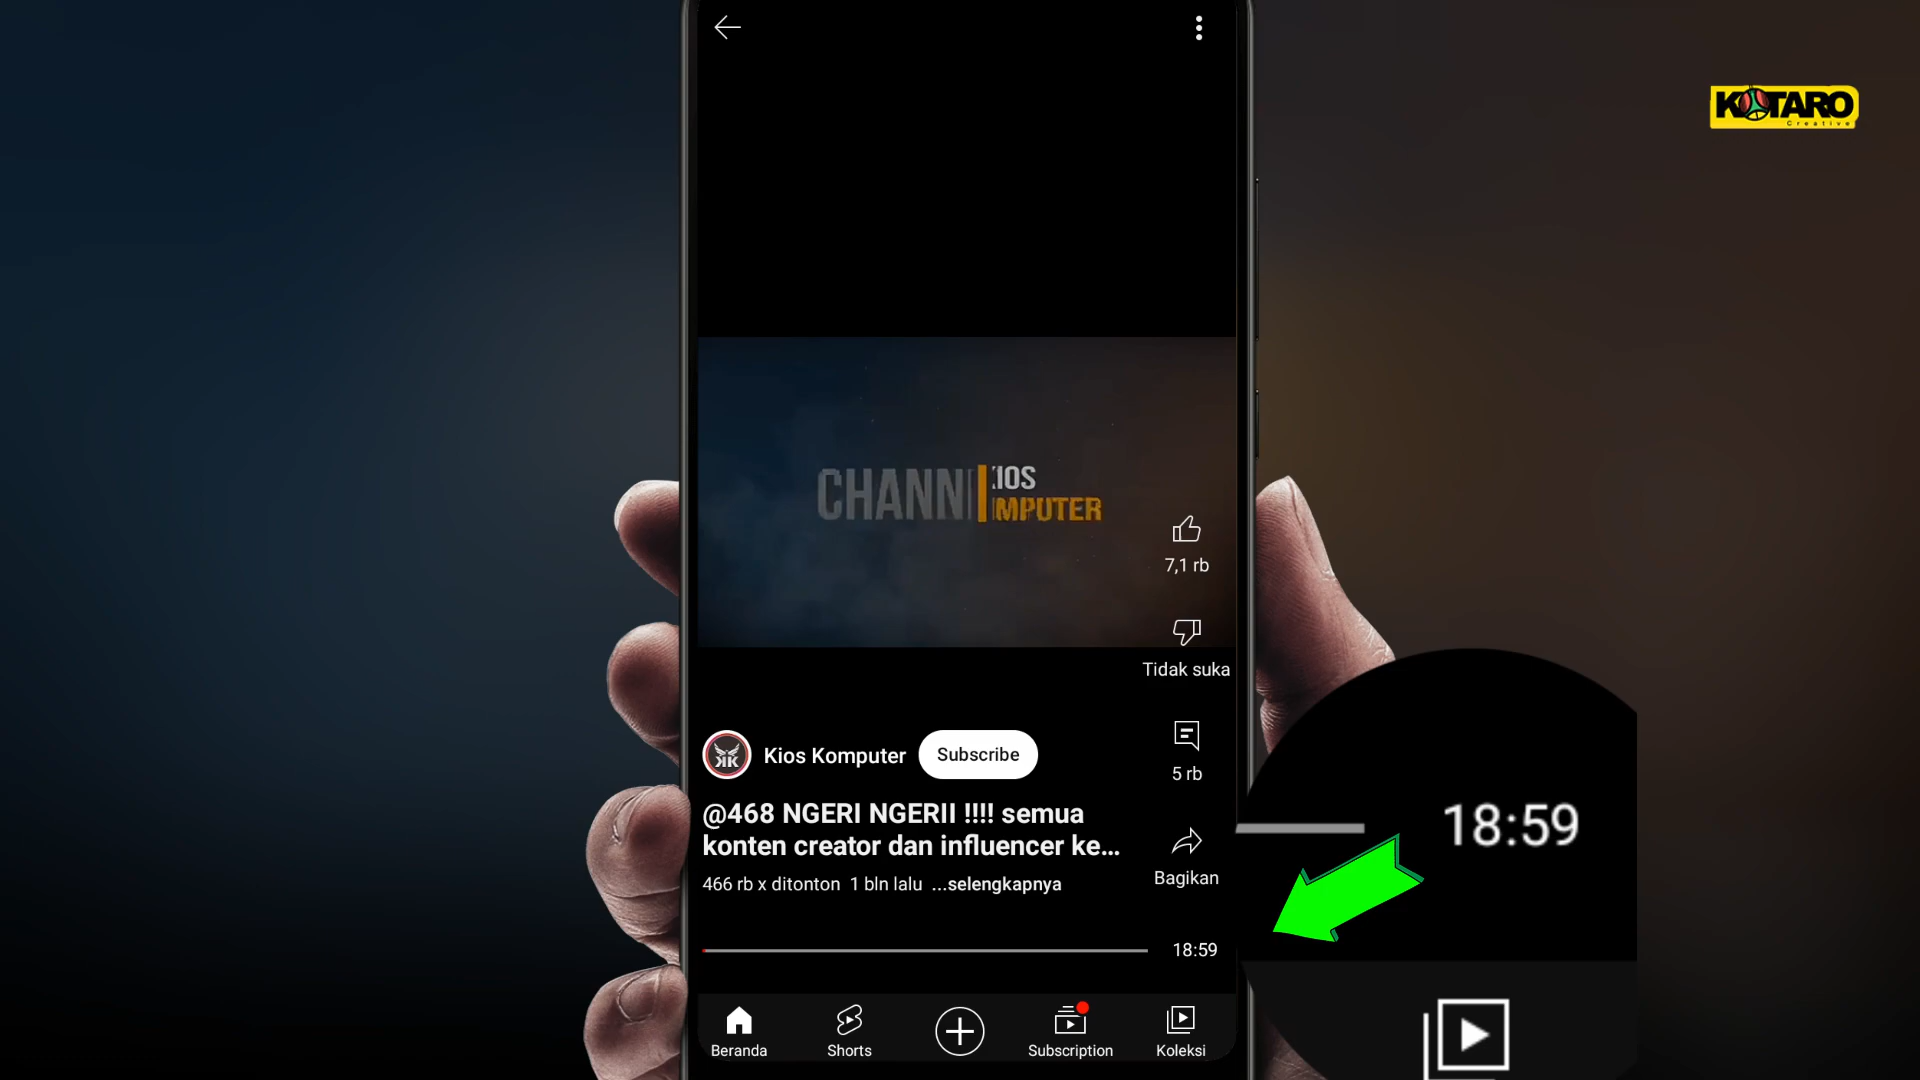 KOTARO
Creative
CHANN
IOS
MPUTER
7,1 rb
Tidak suka
Kios Komputer
Subscribe
5 rb
@468 NGERI NGERII !!!! semua
konten creator dan influencer ke...
466 rb x ditonton 1 bln lalu ...selengkapnya
Bagikan
18:59
18:59
Beranda
Shorts
Subscription
Koleksi